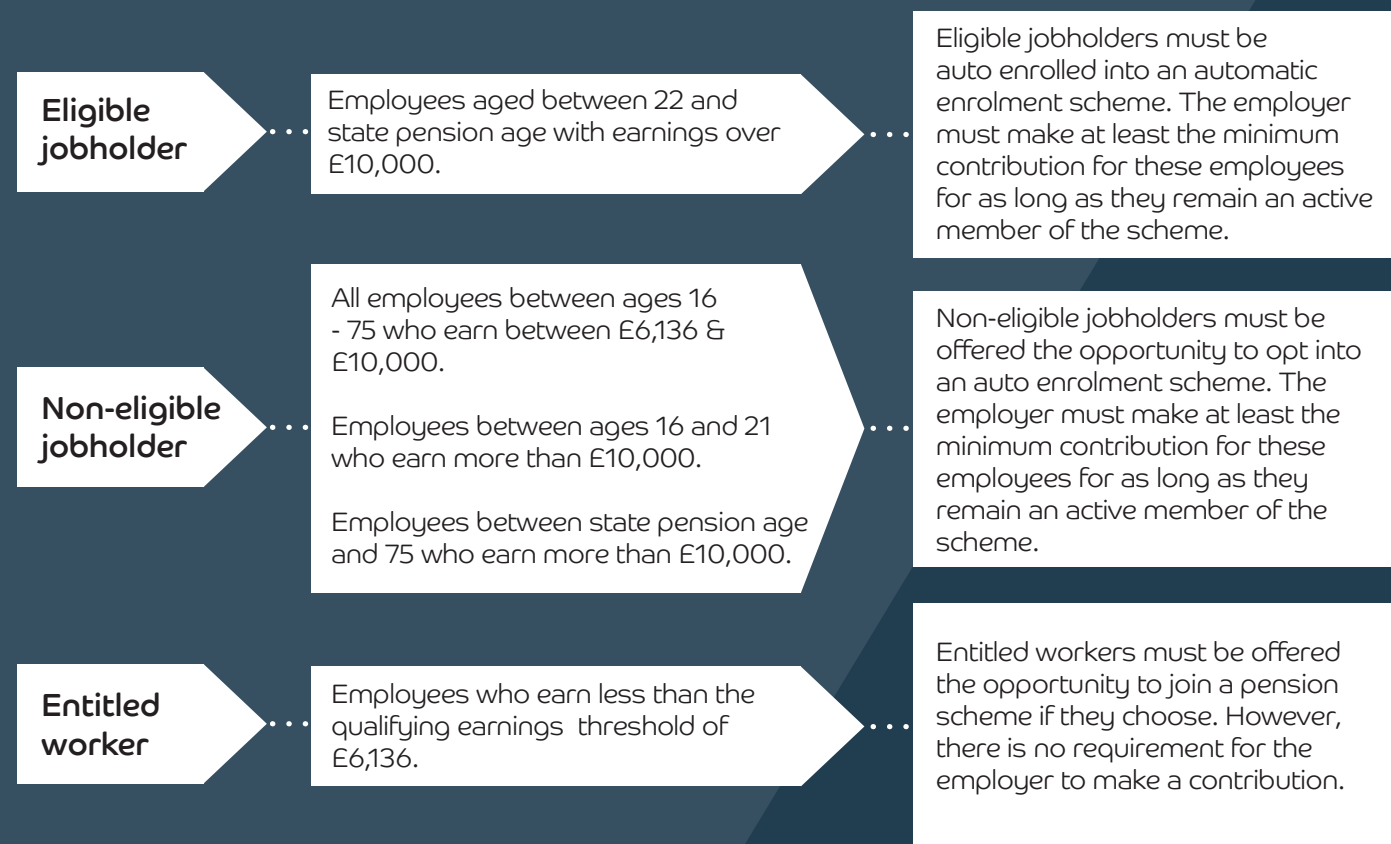 Eligible
jobholder
Employees aged between 22 and
state pension age with earnings over
£10,000.
Eligible jobholders must be
auto enrolled into an automatic
enrolment scheme. The employer
must make at least the minimum
contribution for these employees
for as long as they remain an active
member of the scheme.
Non-eligible
jobholder
All employees between ages 16
- 75 who earn between £6,136 &
£10,000.
Employees between ages 16 and 21
who earn more than £10,000.
Employees between state pension age
and 75 who earn more than £10,000.
Non-eligible jobholders must be
offered the opportunity to opt into
an auto enrolment scheme. The
employer must make at least the
minimum contribution for these
employees for as long as they
remain an active member of the
scheme.
Entitled
worker
Employees who earn less than the
qualifying earnings threshold of
£6,136.
Entitled workers must be offered
the opportunity to join a pension
scheme if they choose. However,
there is no requirement for the
employer to make a contribution.